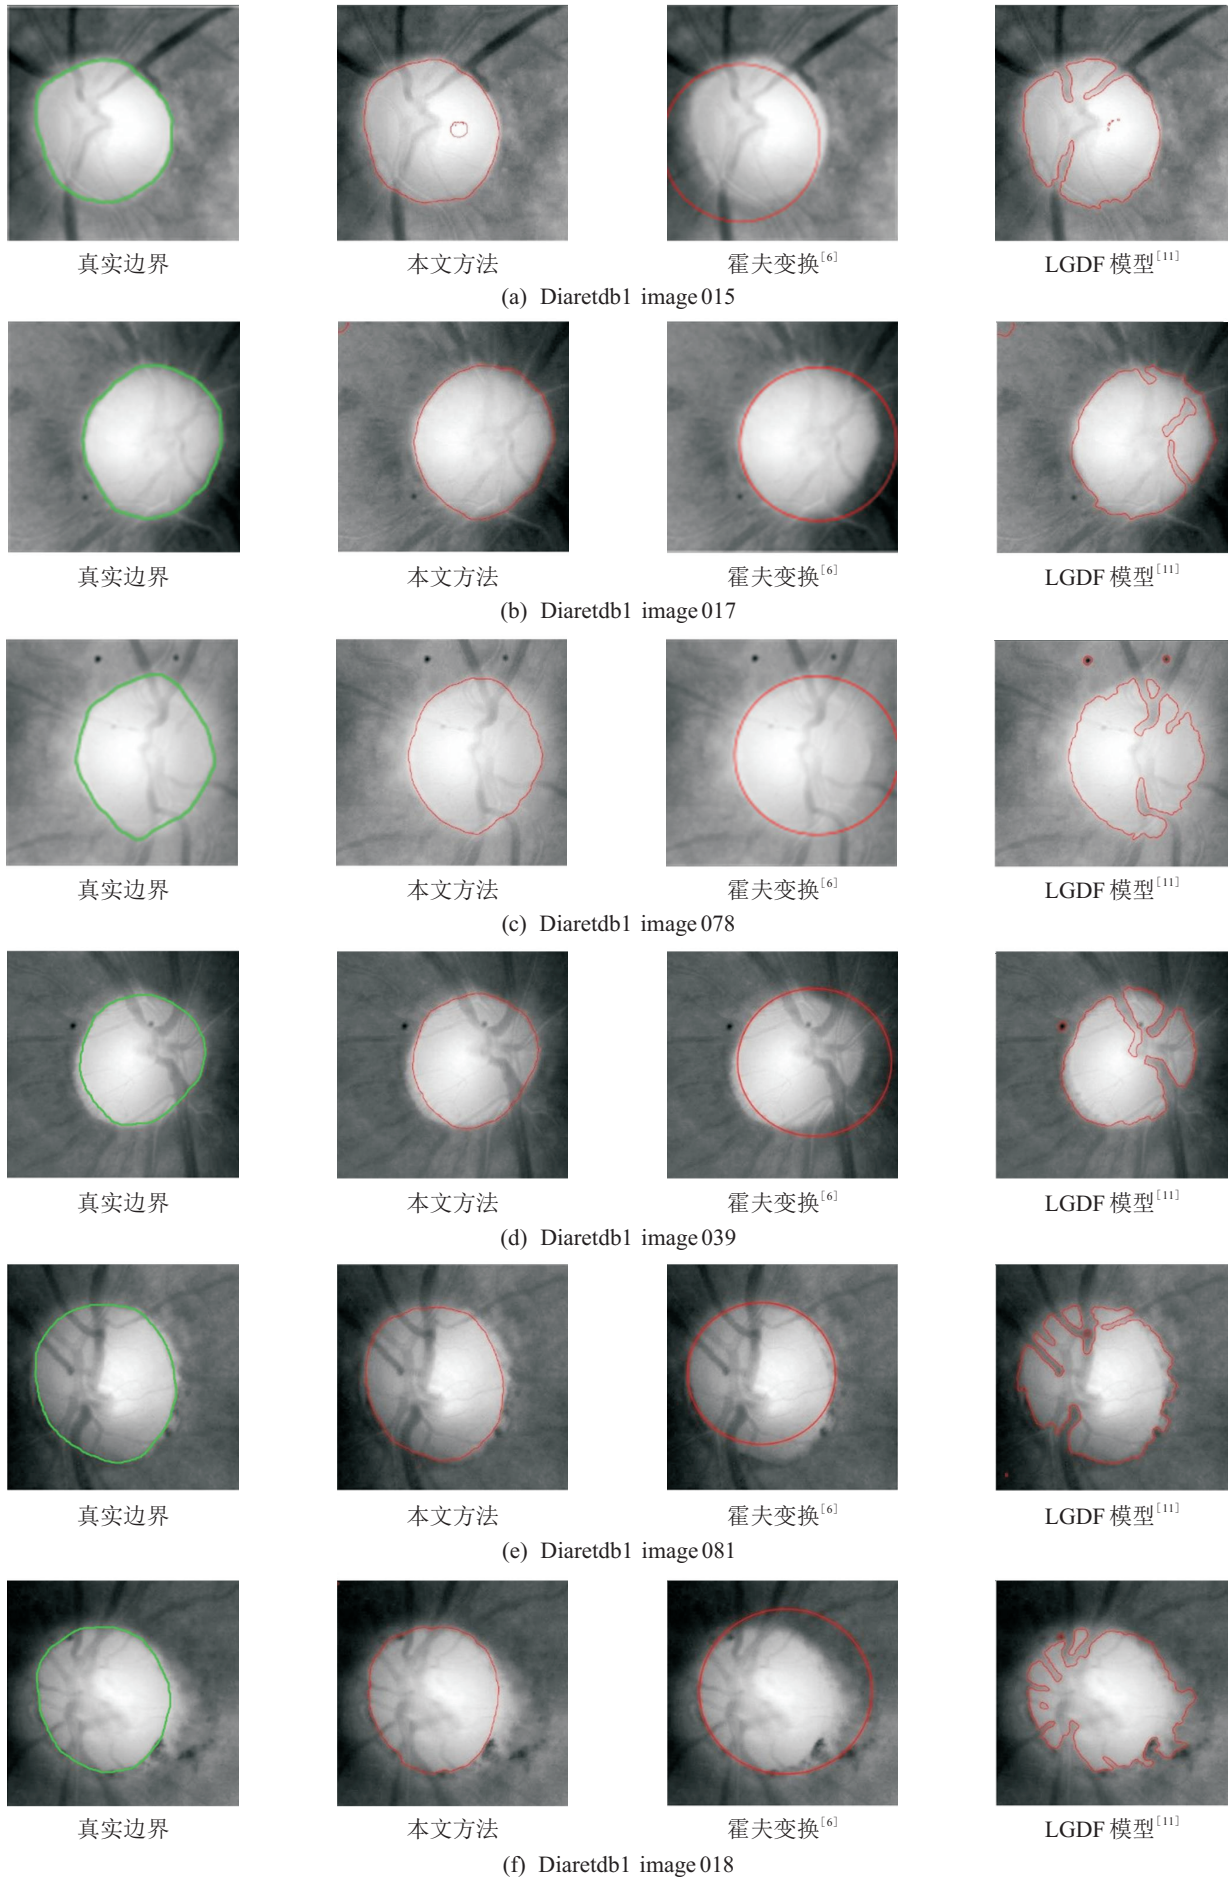 真实边界 本文方法 霍夫变换[6] LGDF 模型[11]
(a) Diaretdb1 image 015
真实边界 本文方法 霍夫变换[6] LGDF 模型[11]
(b) Diaretdb1 image 017
真实边界 本文方法 霍夫变换[6] LGDF 模型[11]
(c) Diaretdb1 image 078
真实边界 本文方法 霍夫变换[6] LGDF 模型[11]
(d) Diaretdb1 image 039
真实边界 本文方法 霍夫变换[6] LGDF 模型[11]
(e) Diaretdb1 image 081
真实边界 本文方法 霍夫变换[6] LGDF 模型[11]
(f) Diaretdb1 image 018